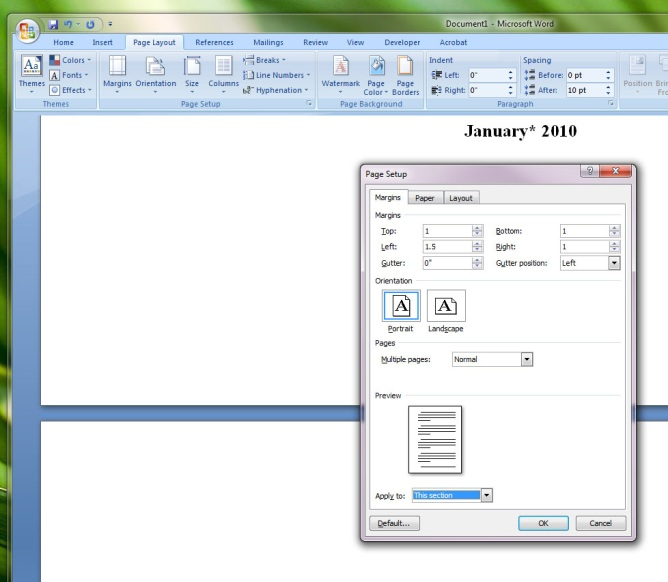 Document1 - Microsoft Word
Home Insert Page Layout References Mailings Review View Developer Acrobat
Themes Colors Fonts Effects Margins Orientation Size Columns Breaks Line Numbers Hyphenation Watermark Page Color Page Borders Indent Left: 0" Right: 0" Spacing Before: 0 pt After: 10 pt Position
Themes Page Setup Page Background Paragraph
January* 2010
Page Setup
Margins Paper Layout
Margins
Top: 1 Bottom: 1
Left: 1.5 Right: 1
Gutter: 0" Gutter position: Left
Orientation
A A
Portrait Landscape
Pages
Multiple pages: Normal
Preview
Apply to: This section
Default... OK Cancel